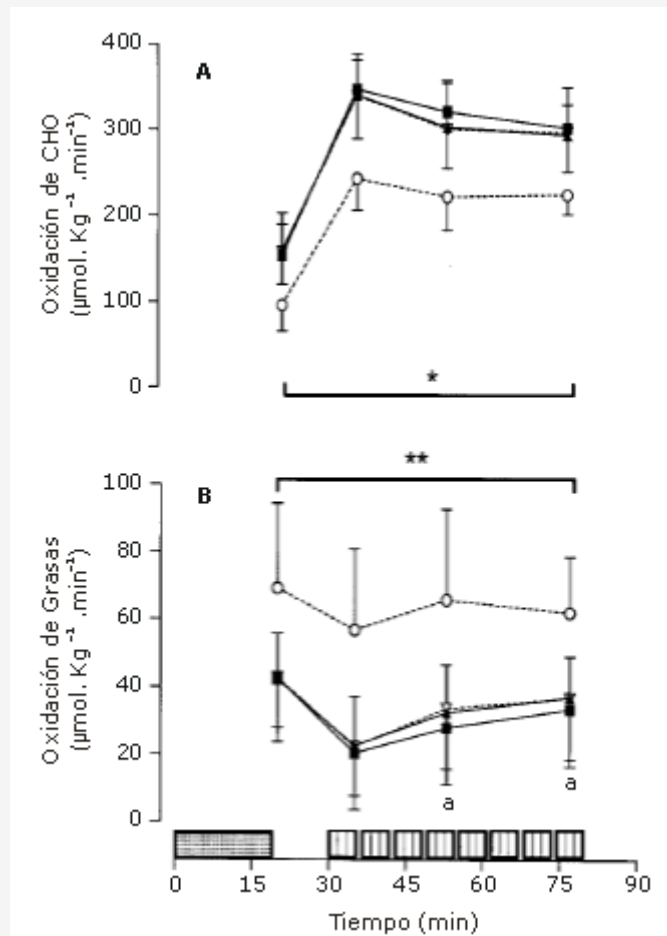 A
Oxidación de CHO
(µmol. Kg⁻¹ .min⁻¹)
400
300
200
100
0
*
**
B
Oxidación de Grasas
(µmol. Kg⁻¹ .min⁻¹)
100
80
60
40
20
0
a
a
0 15 30 45 60 75 90
Tiempo (min)